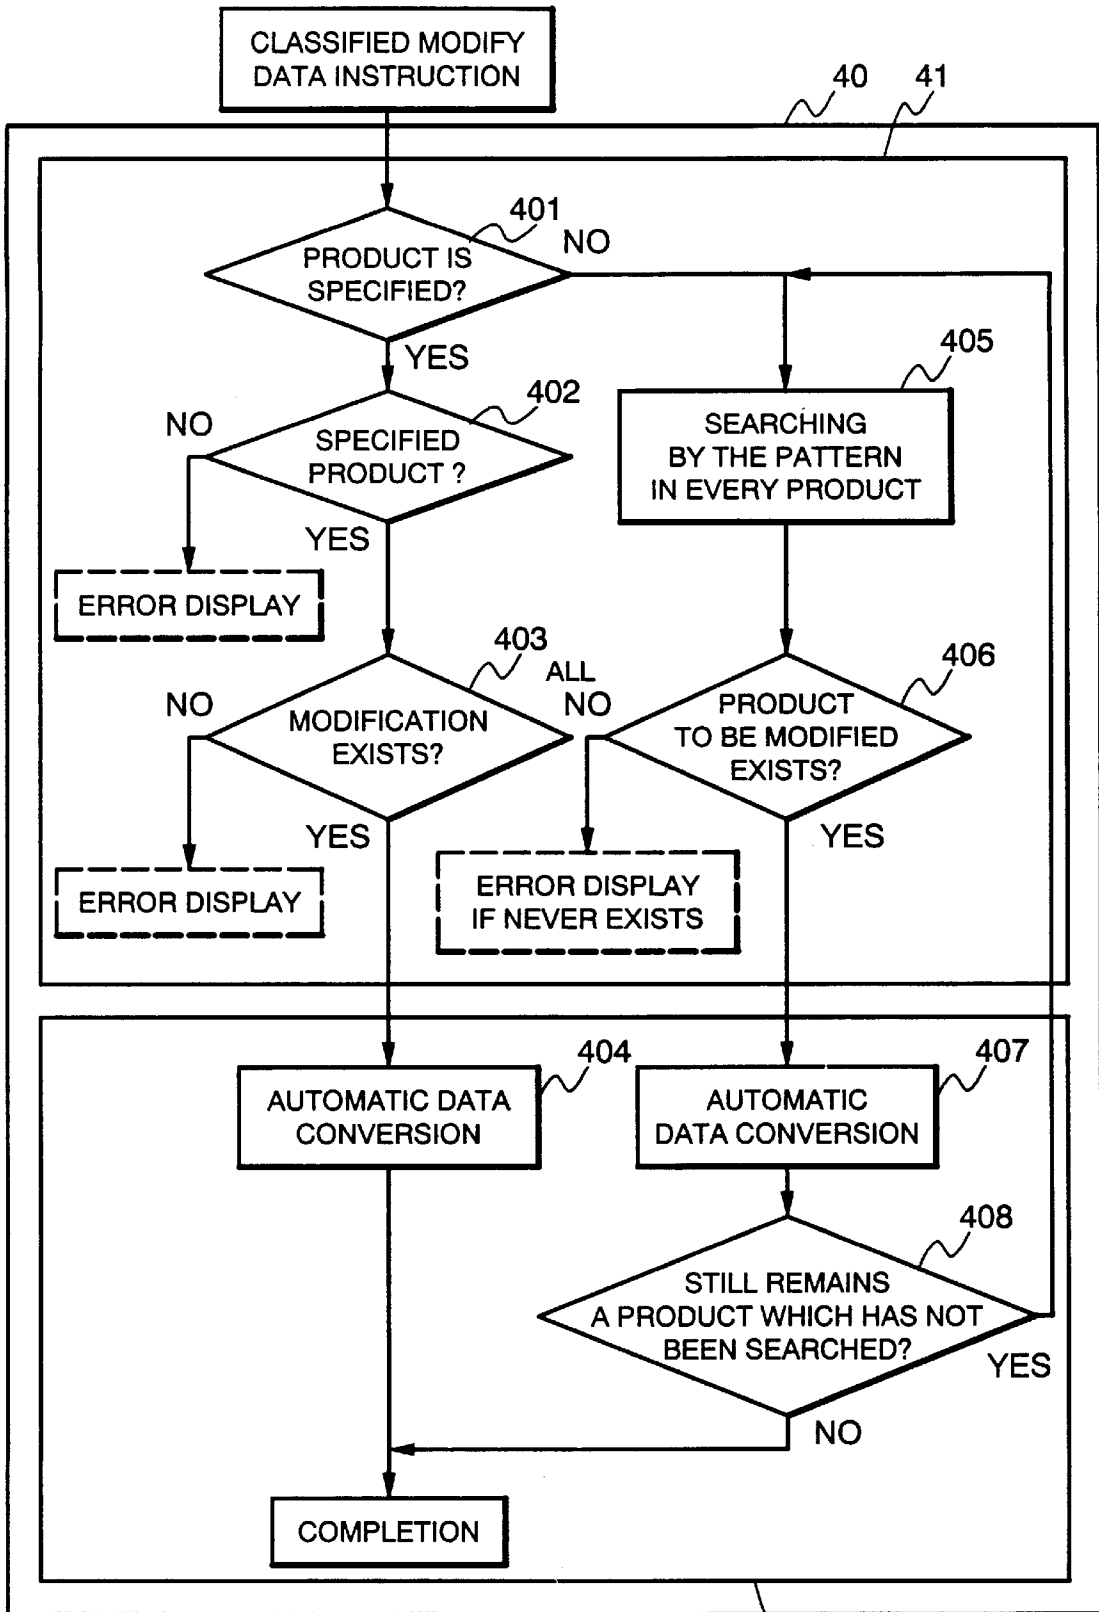 CLASSIFIED MODIFY
DATA INSTRUCTION
40
41
401
PRODUCT IS
SPECIFIED?
NO
YES
402
SPECIFIED
PRODUCT ?
NO
YES
405
SEARCHING
BY THE PATTERN
IN EVERY PRODUCT
ERROR DISPLAY
403
MODIFICATION
EXISTS?
NO
YES
ALL
NO
406
PRODUCT
TO BE MODIFIED
EXISTS?
YES
ERROR DISPLAY
ERROR DISPLAY
IF NEVER EXISTS
404
AUTOMATIC DATA
CONVERSION
407
AUTOMATIC
DATA CONVERSION
408
STILL REMAINS
A PRODUCT WHICH HAS NOT
BEEN SEARCHED?
YES
NO
COMPLETION